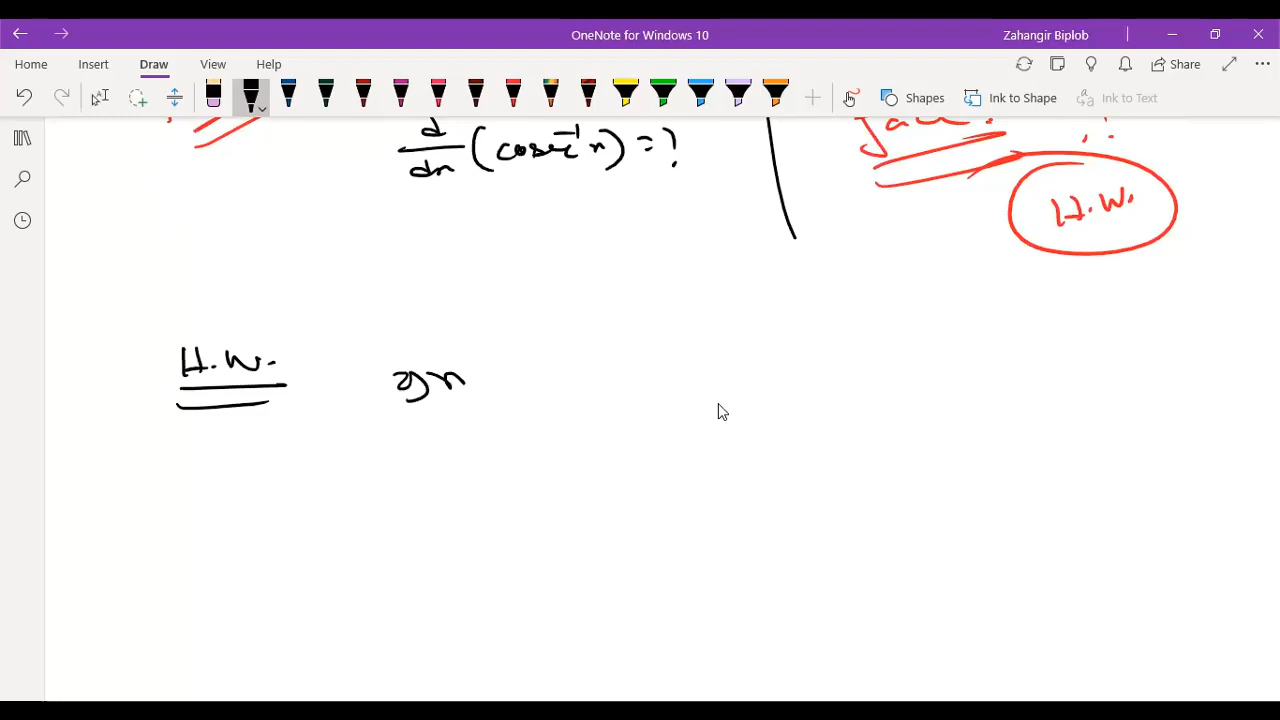 OneNote for Windows 10
Zahangir Biplob
Home Insert Draw View Help
Share
Shapes
Ink to Shape
Ink to Text
d
dx (cosec⁻¹ x) = ?
H.W.
H.W.